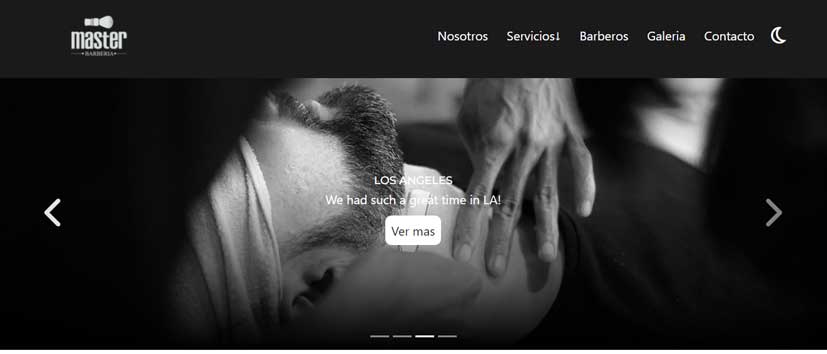 master
BARBERIA
Nosotros Servicios↓ Barberos Galeria Contacto
LOS ANGELES
We had such a great time in LA!
Ver mas